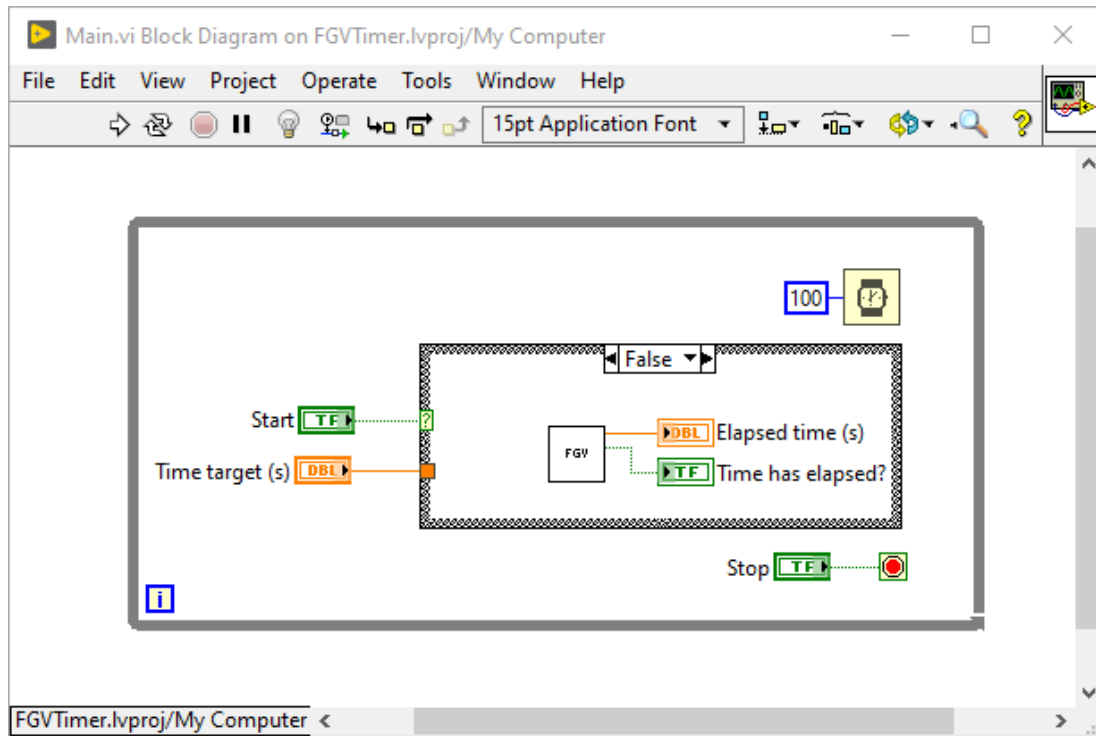 Main.vi Block Diagram on FGVTimer.lvproj/My Computer
File Edit View Project Operate Tools Window Help
15pt Application Font
100
False
Start TF
?
DBL Elapsed time (s)
FGV
Time target (s) DBL
TF Time has elapsed?
Stop TF
i
FGVTimer.lvproj/My Computer